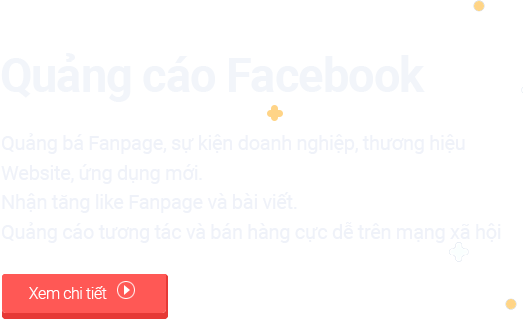 Quảng cáo Facebook
Quảng bá Fanpage, sự kiện doanh nghiệp, thương hiệu
Website, ứng dụng mới.
Nhận tăng like Fanpage và bài viết.
Quảng cáo tương tác và bán hàng cực dễ trên mạng xã hội
Xem chi tiết